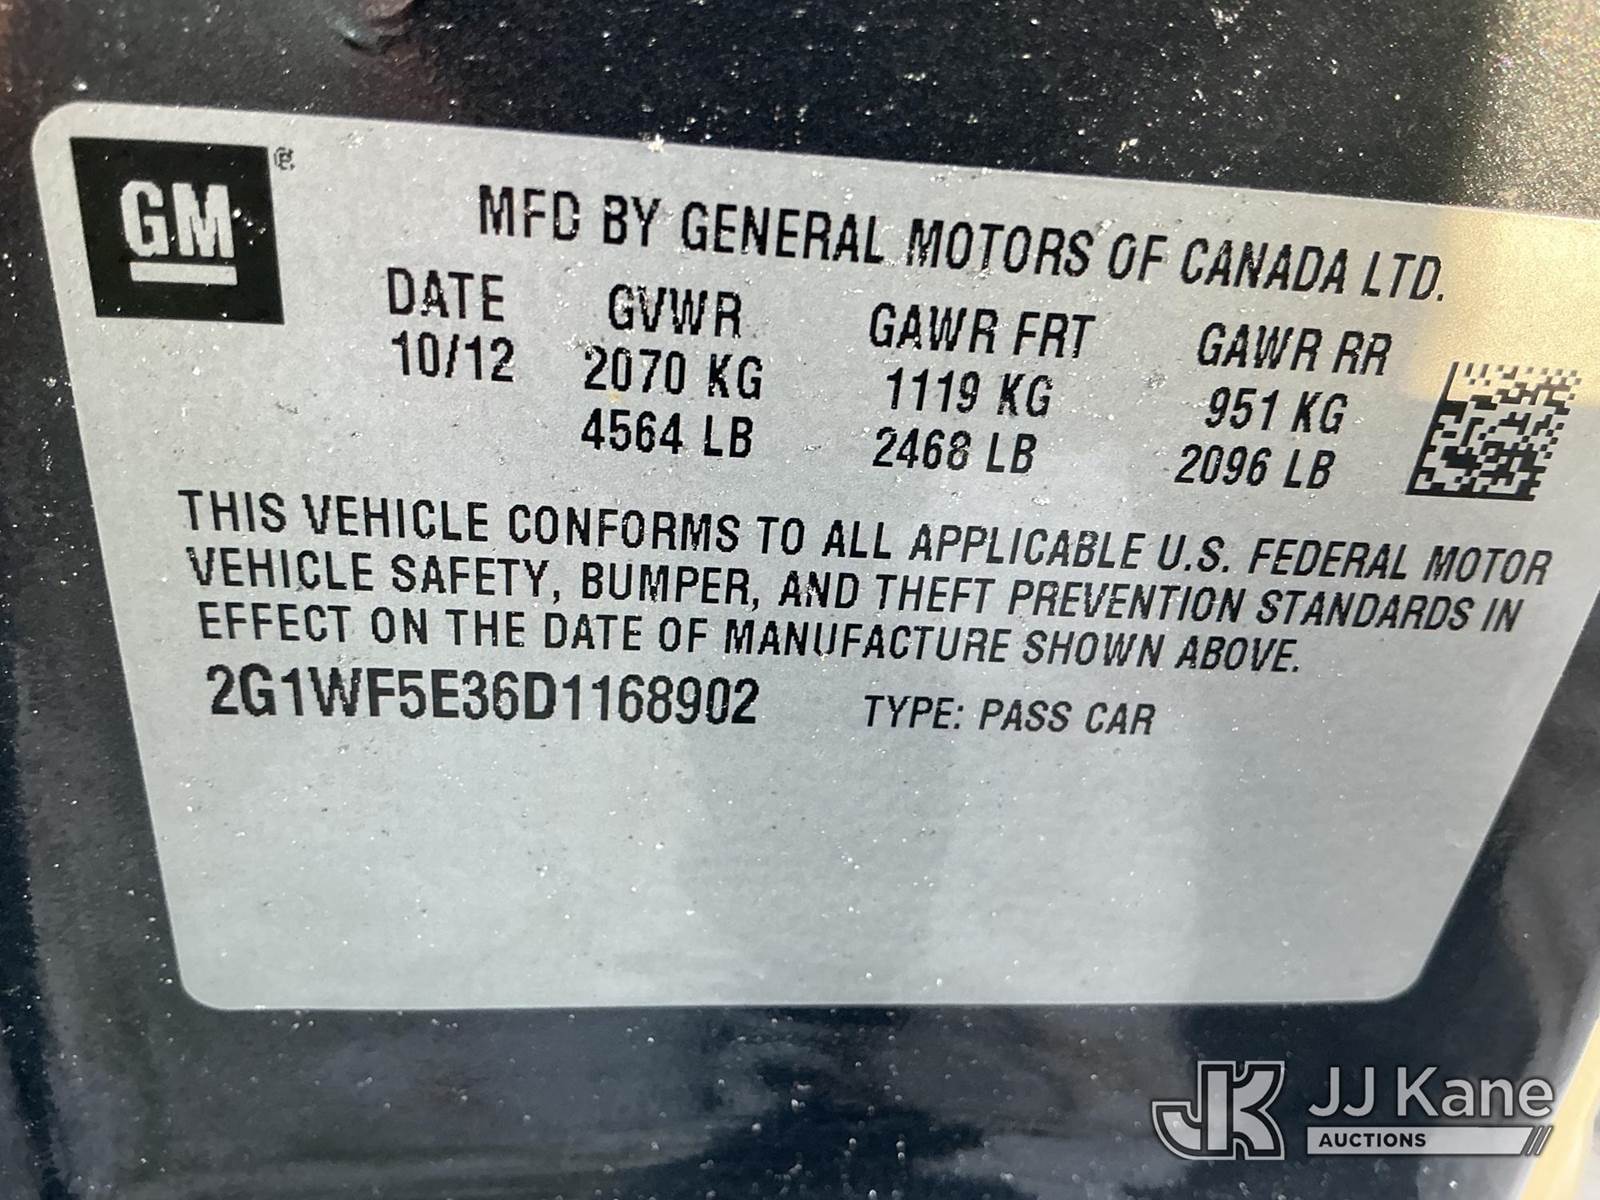 GM®
MFD BY GENERAL MOTORS OF CANADA LTD.
DATE GVWR GAWR FRT GAWR RR
10/12 2070 KG 1119 KG 951 KG
4564 LB 2468 LB 2096 LB
THIS VEHICLE CONFORMS TO ALL APPLICABLE U.S. FEDERAL MOTOR
VEHICLE SAFETY, BUMPER, AND THEFT PREVENTION STANDARDS IN
EFFECT ON THE DATE OF MANUFACTURE SHOWN ABOVE.
2G1WF5E36D1168902 TYPE: PASS CAR
JK JJ Kane
AUCTIONS